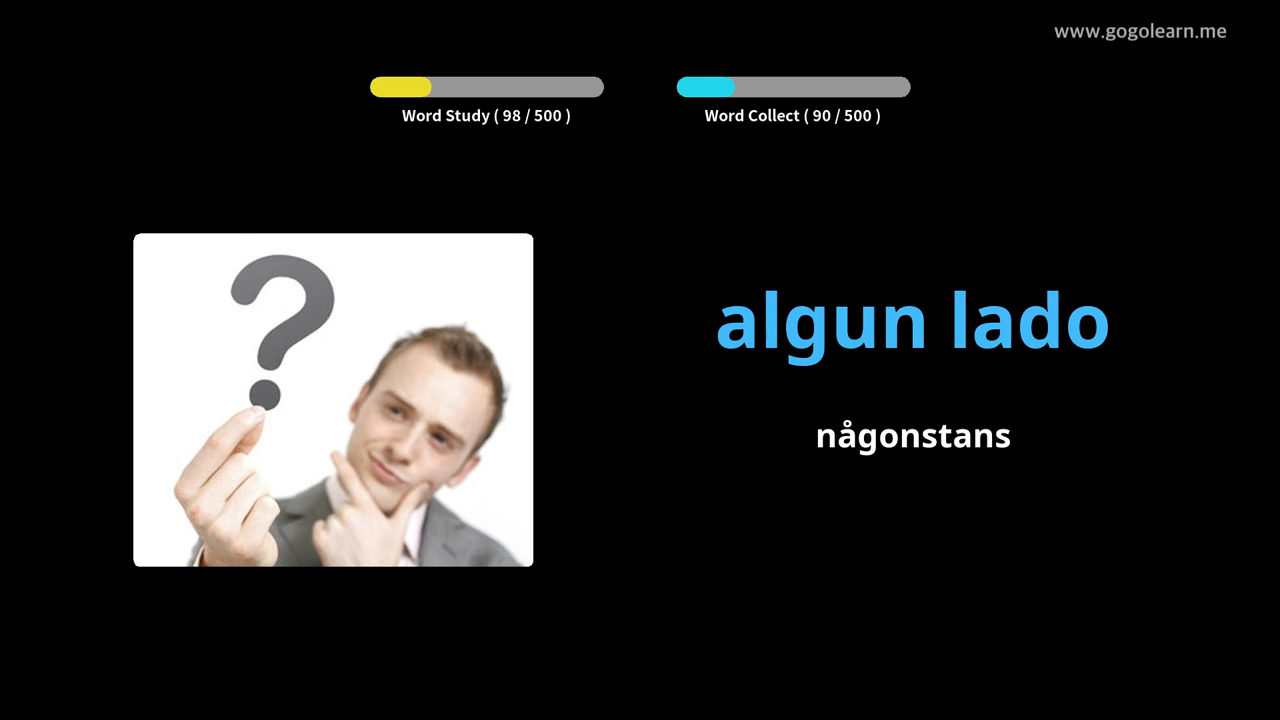 www.gogolearn.me
Word Study ( 98 / 500 )
Word Collect ( 90 / 500 )
?
algun lado
någonstans